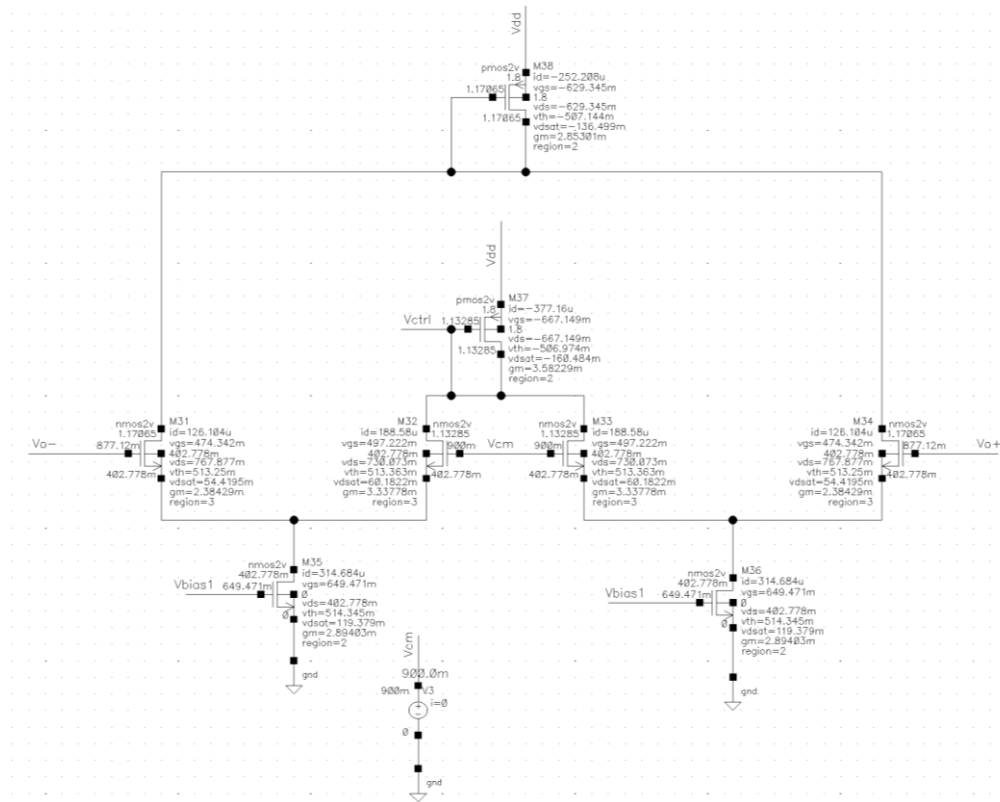 Vdd
pmos2v
M38
1.8
id=-252.208u
vgs=-629.345m
1.17065
1.8
vds=-629.345m
1.17065
vth=-507.144m
vdsat=-136.499m
gm=2.85301m
region=2
Vdd
pmos2v
M37
1.8
id=-377.16u
Vctrl
1.13285
vgs=-667.149m
1.8
vds=-667.149m
1.13285
vth=-506.974m
vdsat=-160.484m
gm=3.58229m
region=2
nmos2v
M31
1.17065
id=126.104u
Vo-
877.12m
vgs=474.342m
402.778m
vds=767.877m
402.778m
vth=513.25m
vdsat=54.4195m
gm=2.38429m
region=3
M32
nmos2v
id=188.58u
1.13285
vgs=497.222m
900m
402.778m
vds=730.073m
vth=513.363m
402.778m
vdsat=60.1822m
gm=3.33778m
region=3
Vcm
nmos2v
M33
1.13285
id=188.58u
900m
vgs=497.222m
402.778m
vds=730.073m
402.778m
vth=513.363m
vdsat=60.1822m
gm=3.33778m
region=3
M34
nmos2v
id=126.104u
1.17065
vgs=474.342m
877.12m
Vo+
402.778m
vds=767.877m
vth=513.25m
402.778m
vdsat=54.4195m
gm=2.38429m
region=3
nmos2v
M35
402.778m
id=314.684u
Vbias1
649.471m
vgs=649.471m
0
vds=402.778m
0
vth=514.345m
vdsat=119.379m
gm=2.89403m
region=2
gnd
nmos2v
M36
402.778m
id=314.684u
Vbias1
649.471m
vgs=649.471m
0
vds=402.778m
0
vth=514.345m
vdsat=119.379m
gm=2.89403m
region=2
gnd
Vcm
900.0m
900m
V3
i=0
0
gnd